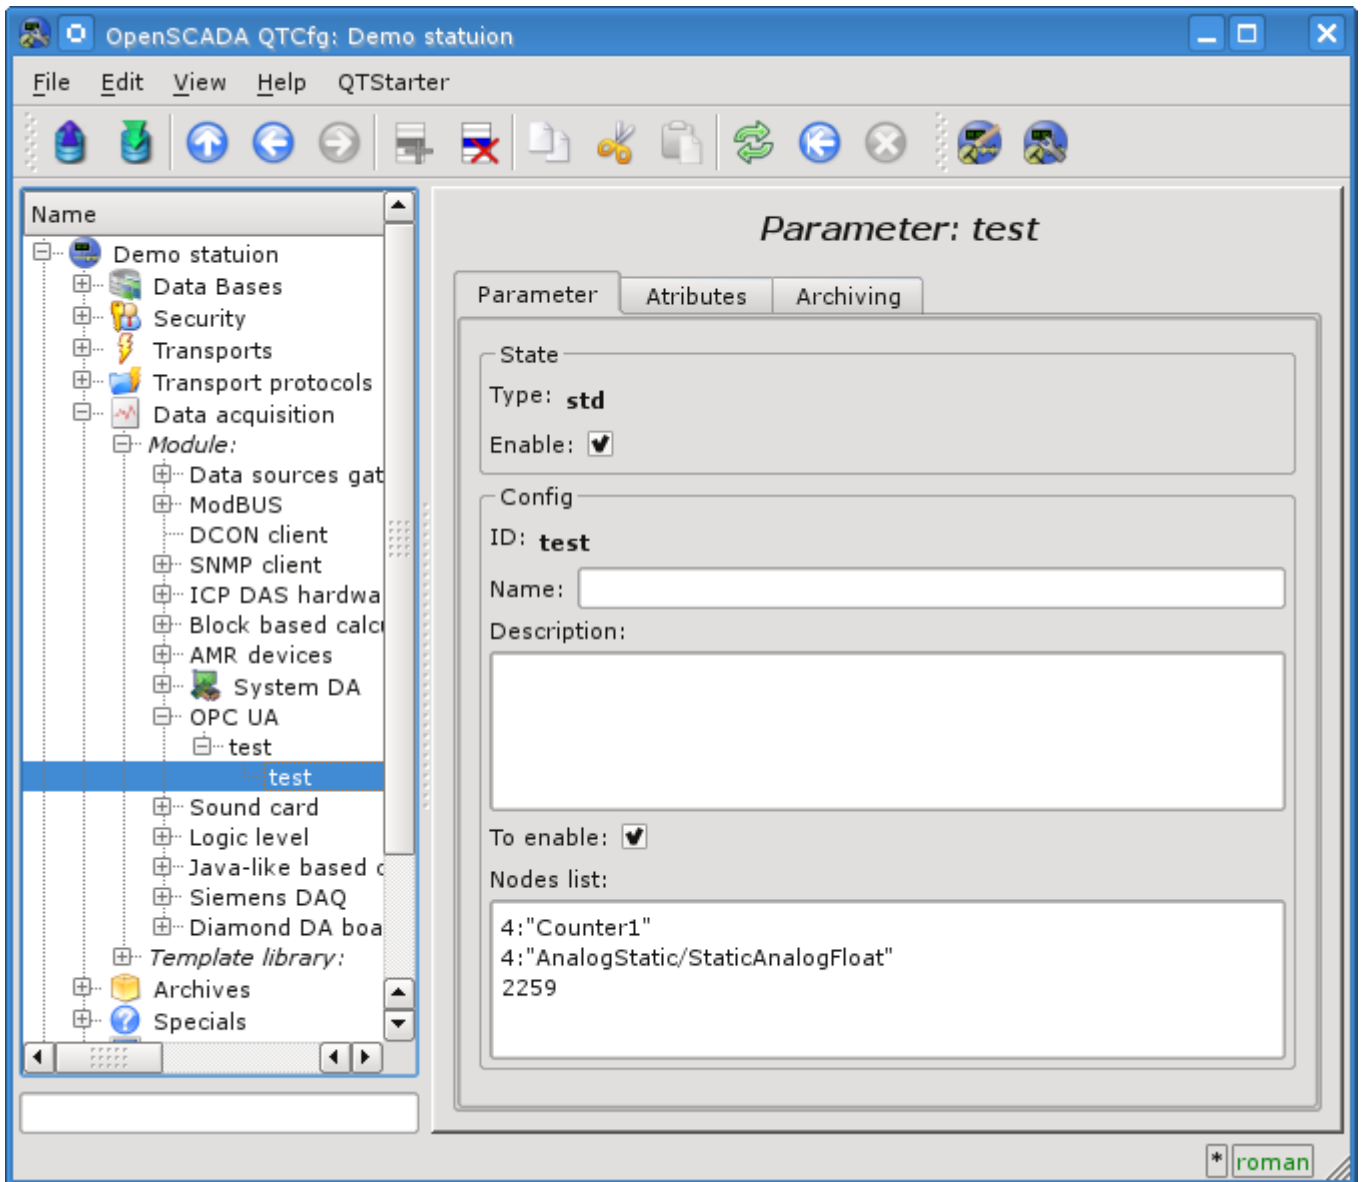 OpenSCADA QTCfg: Demo statuion
File Edit View Help QTStarter
Name
Demo statuion
Data Bases
Security
Transports
Transport protocols
Data acquisition
Module:
Data sources gat
ModBUS
DCON client
SNMP client
ICP DAS hardwa
Block based calcu
AMR devices
System DA
OPC UA
test
test
Sound card
Logic level
Java-like based c
Siemens DAQ
Diamond DA boa
Template library:
Archives
Specials
Parameter: test
Parameter Atributes Archiving
State
Type: std
Enable:
Config
ID: test
Name:
Description:
To enable:
Nodes list:
4:"Counter1"
4:"AnalogStatic/StaticAnalogFloat"
2259
* roman